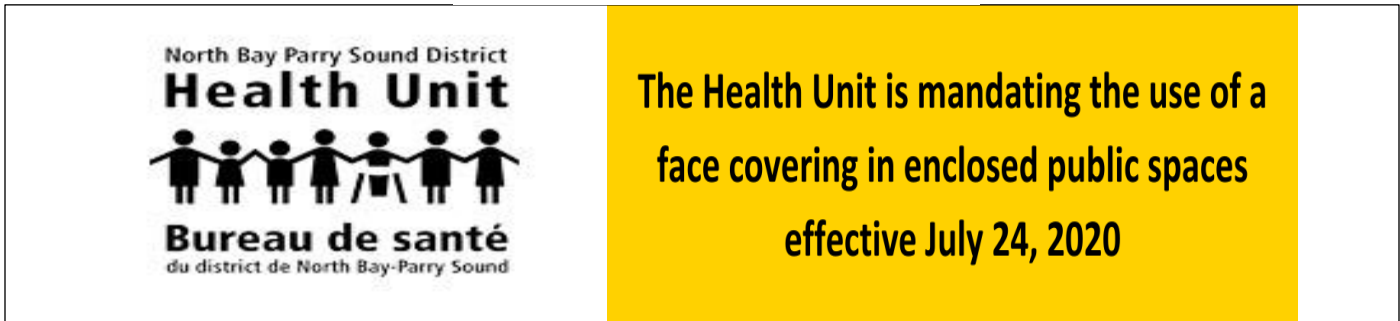 North Bay Parry Sound District
Health Unit
Bureau de santé
du district de North Bay-Parry Sound
The Health Unit is mandating the use of a
face covering in enclosed public spaces
effective July 24, 2020